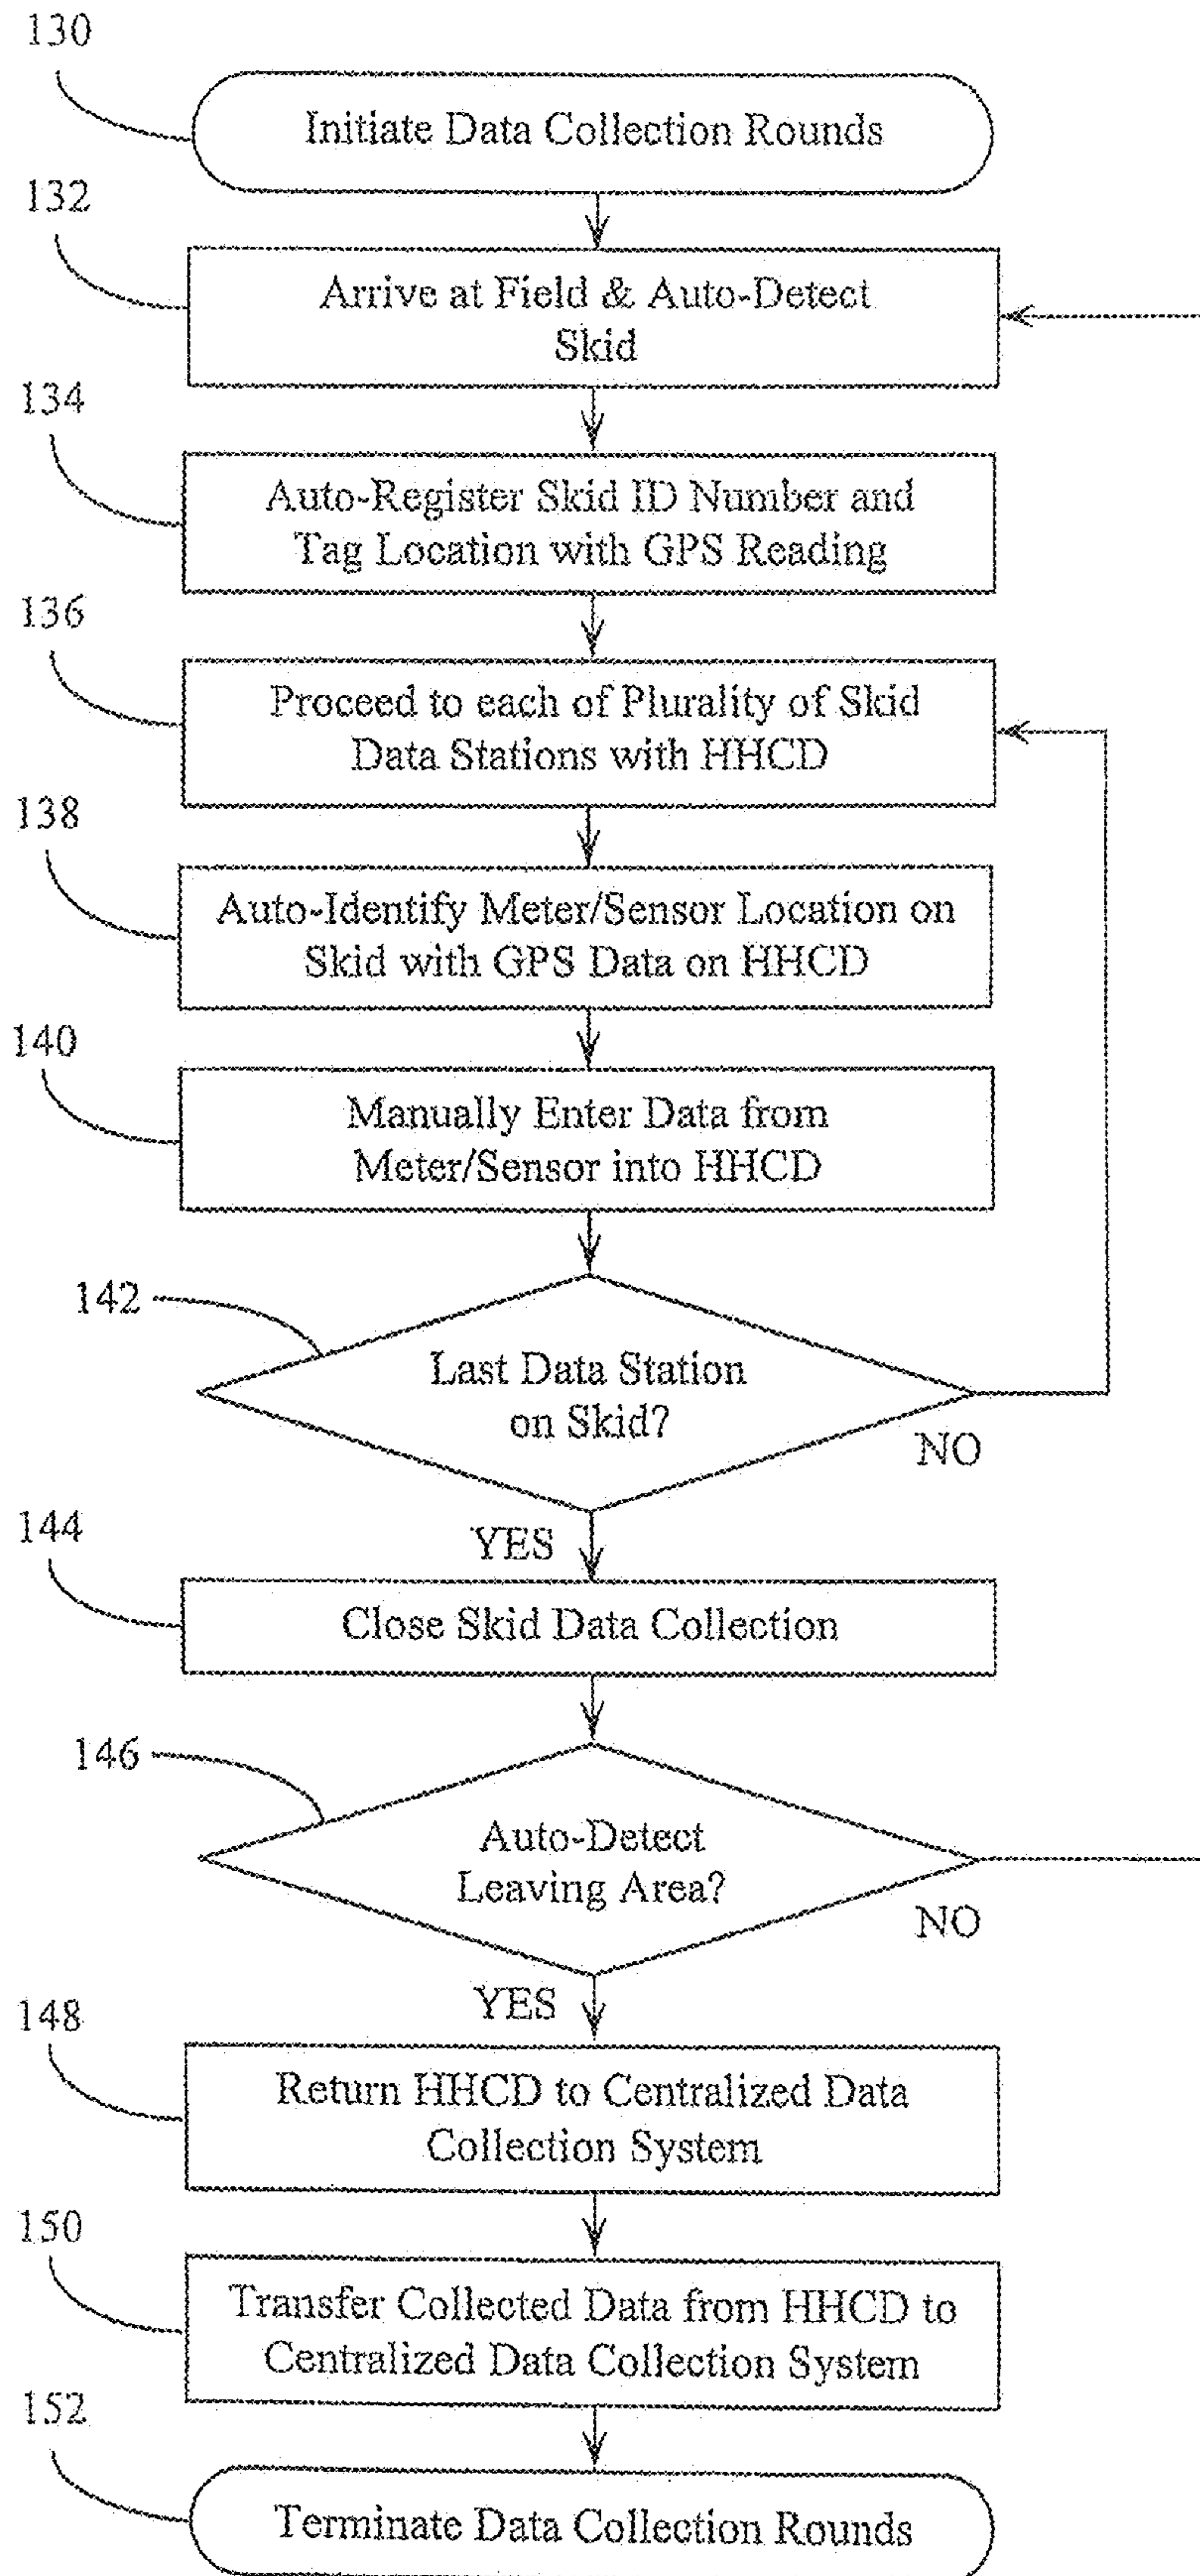 130
Initiate Data Collection Rounds
132
Arrive at Field & Auto-Detect
Skid
134
Auto-Register Skid ID Number and
Tag Location with GPS Reading
136
Proceed to each of Plurality of Skid
Data Stations with HHCD
138
Auto-Identify Meter/Sensor Location on
Skid with GPS Data on HHCD
140
Manually Enter Data from
Meter/Sensor into HHCD
142
Last Data Station
on Skid?
NO
YES
144
Close Skid Data Collection
146
Auto-Detect
Leaving Area?
NO
YES
148
Return HHCD to Centralized Data
Collection System
150
Transfer Collected Data from HHCD to
Centralized Data Collection System
152
Terminate Data Collection Rounds